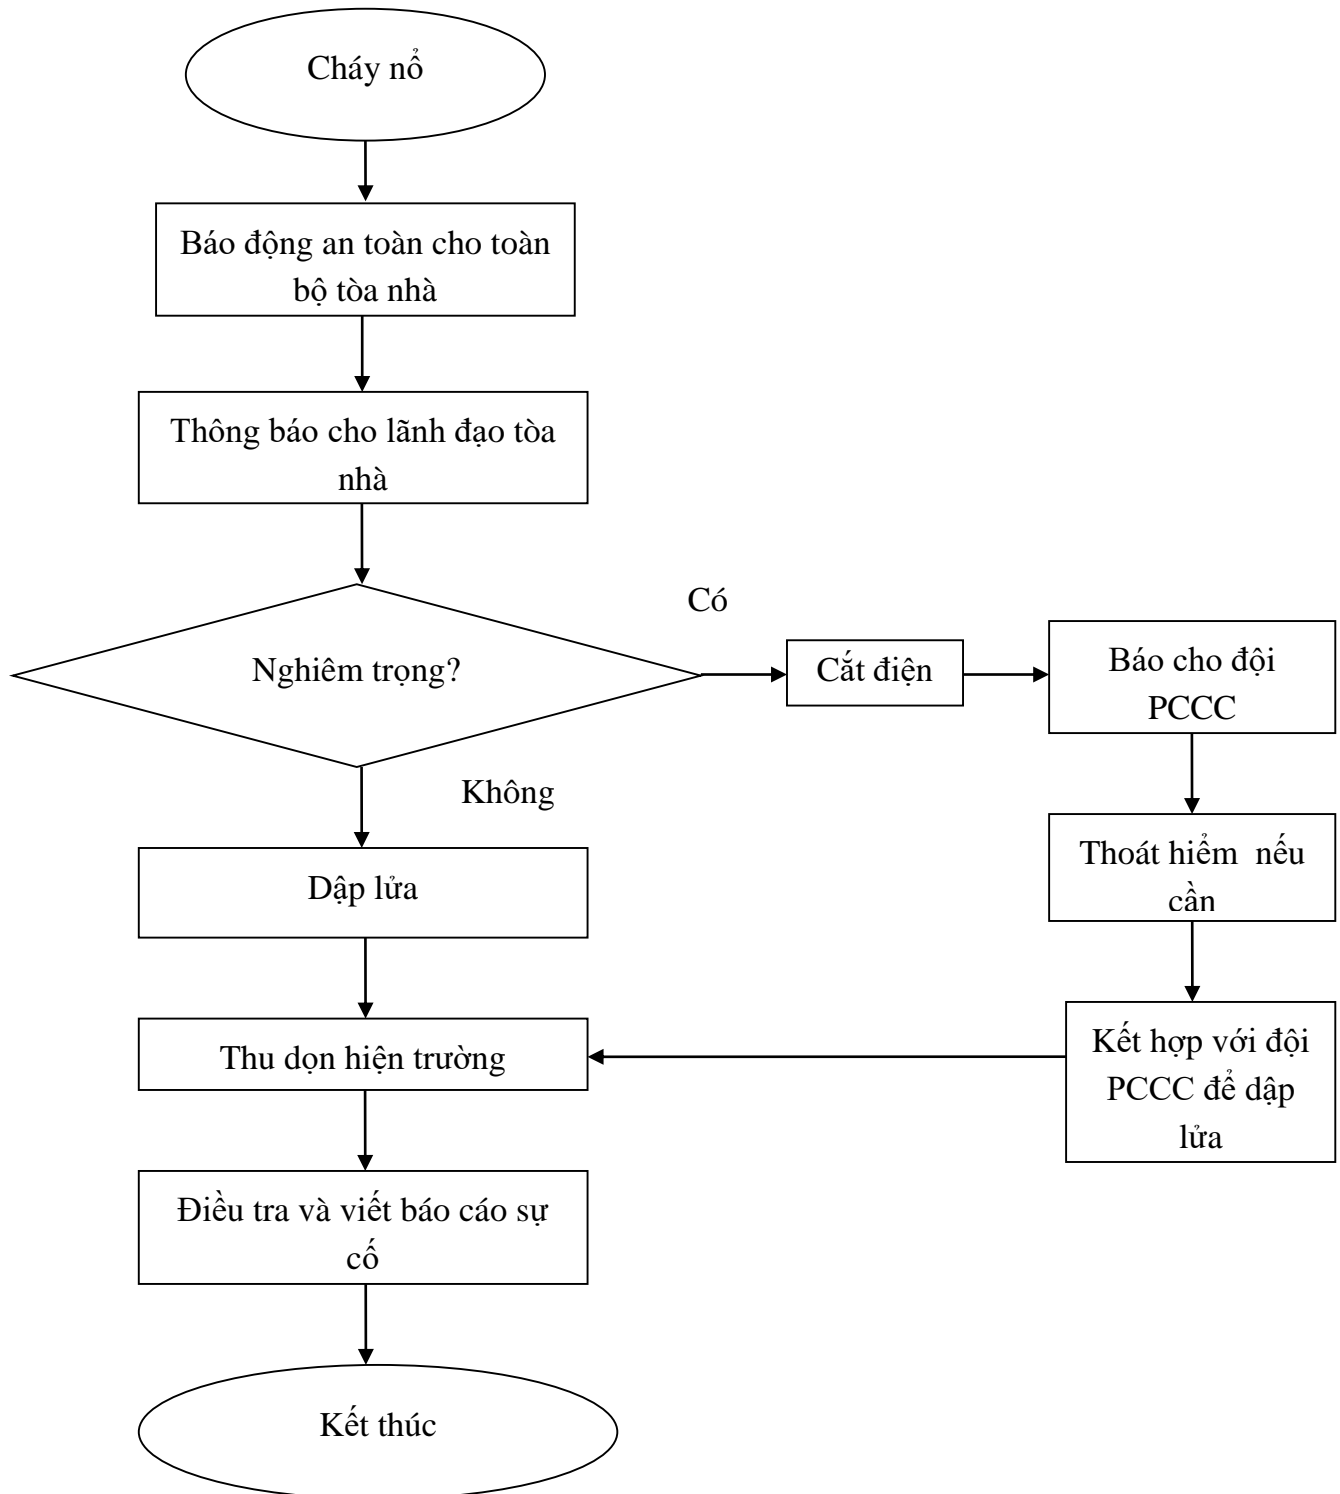 Cháy nổ
Báo động an toàn cho toàn
bộ tòa nhà
Thông báo cho lãnh đạo tòa
nhà
Nghiêm trọng?
Có
Cắt điện
Báo cho đội
PCCC
Không
Thoát hiểm nếu
cần
Dập lửa
Kết hợp với đội
PCCC để dập
lửa
Thu dọn hiện trường
Điều tra và viết báo cáo sự
cố
Kết thúc